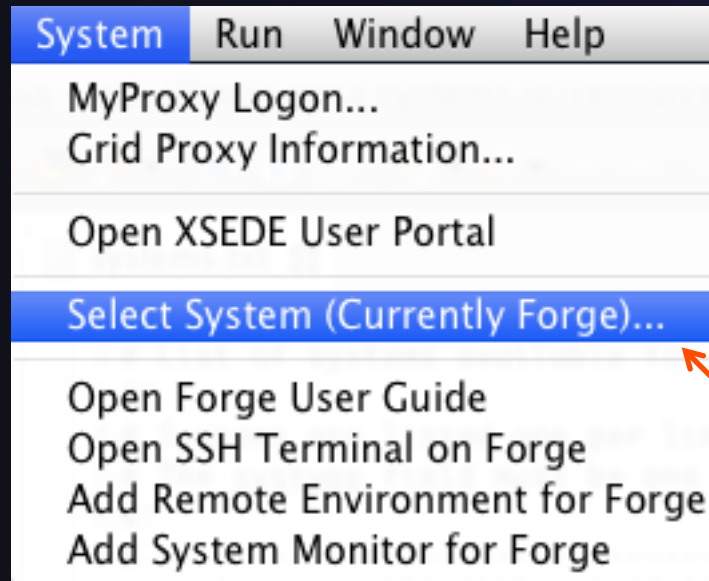 System Run Window Help
MyProxy Logon...
Grid Proxy Information...
Open XSEDE User Portal
Select System (Currently Forge)...
Open Forge User Guide
Open SSH Terminal on Forge
Add Remote Environment for Forge
Add System Monitor for Forge